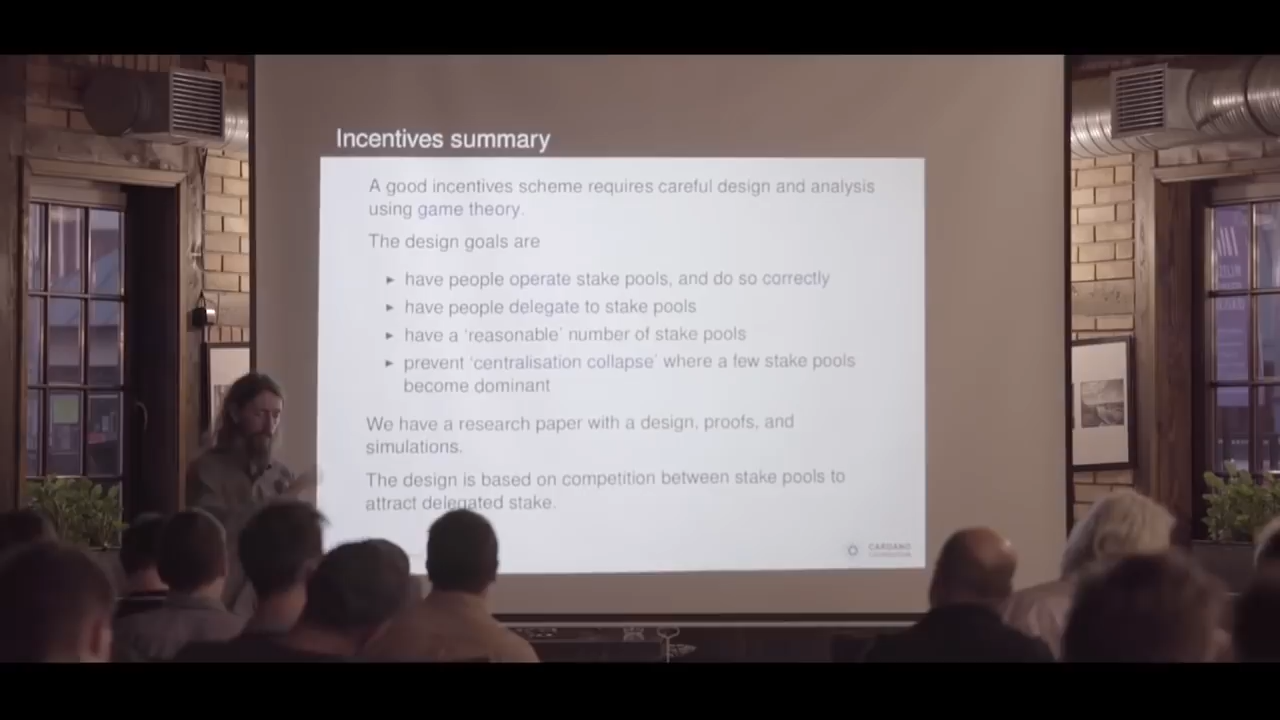 Incentives summary
A good incentives scheme requires careful design and analysis
using game theory.
The design goals are
▸ have people operate stake pools, and do so correctly
▸ have people delegate to stake pools
▸ have a 'reasonable' number of stake pools
▸ prevent 'centralisation collapse' where a few stake pools
become dominant
We have a research paper with a design, proofs, and
simulations.
The design is based on competition between stake pools to
attract delegated stake.
CARDANO
FOUNDATION